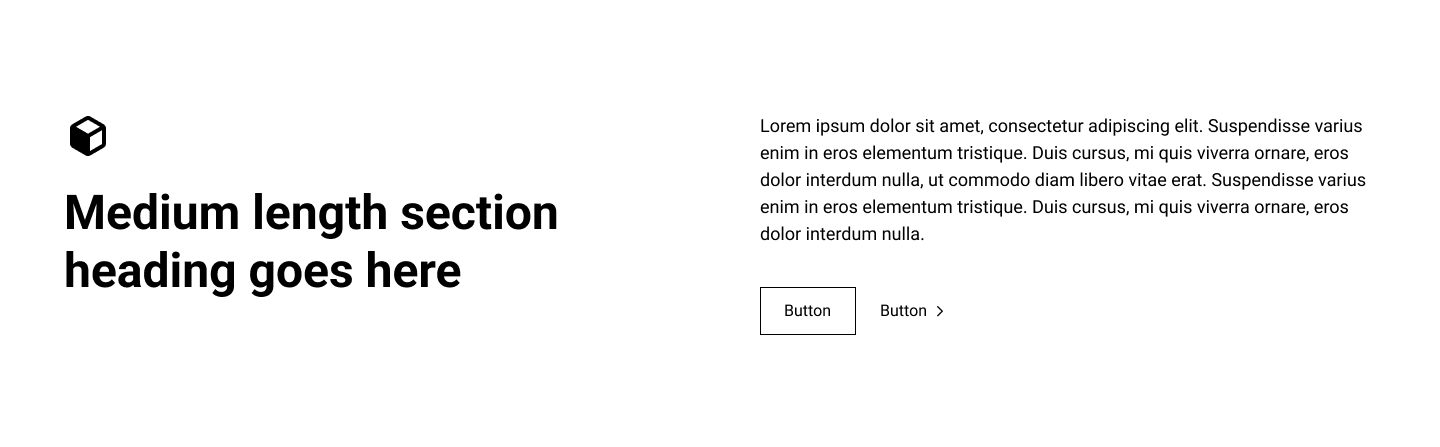 Medium length section
heading goes here
Lorem ipsum dolor sit amet, consectetur adipiscing elit. Suspendisse varius
enim in eros elementum tristique. Duis cursus, mi quis viverra ornare, eros
dolor interdum nulla, ut commodo diam libero vitae erat. Suspendisse varius
enim in eros elementum tristique. Duis cursus, mi quis viverra ornare, eros
dolor interdum nulla.
Button
Button